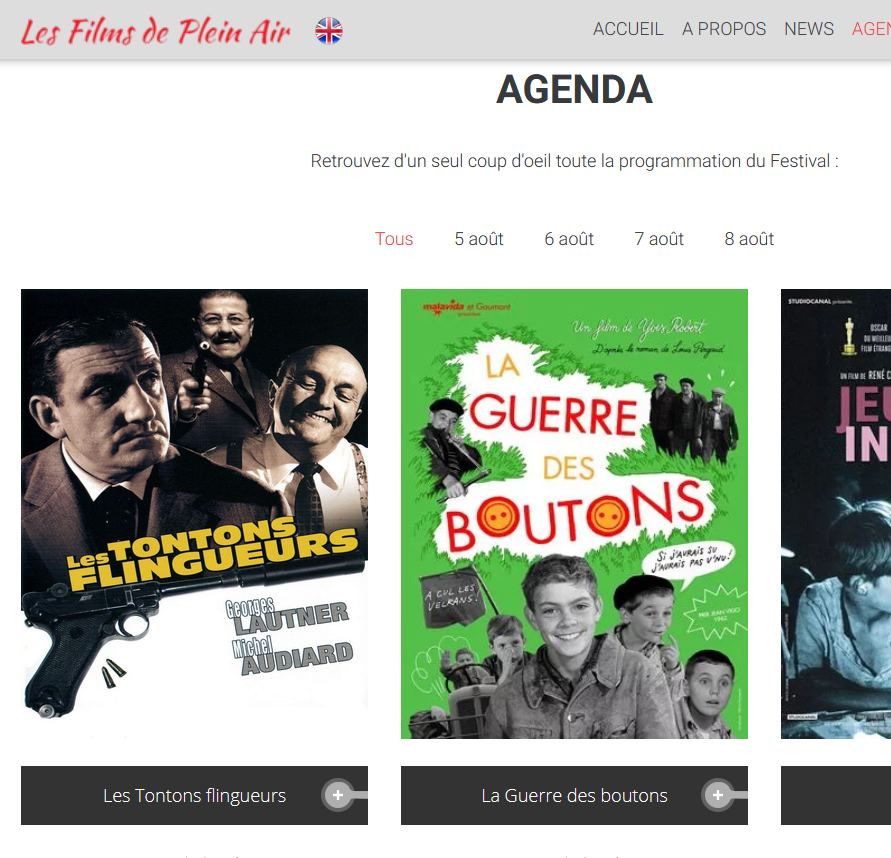 Les Films de Plein Air
ACCUEIL A PROPOS NEWS AGEN
AGENDA
Retrouvez d'un seul coup d'oeil toute la programmation du Festival :
Tous 5 août 6 août 7 août 8 août
Les TONTONS
FLINGUEURS
Georges
LAUTNER
Michel
AUDIARD
malavida et Gaumont
présentent
Un film de Yves Robert
D'après le roman de Louis Pergaud
LA
GUERRE
DES
BOUTONS
SI J'AURAIS SU
J'AURAIS PAS V'NU!
A CUL LES
VELRANS!
PRIX JEAN VIGO
1962
STUDIOCANAL présente
OSCAR
DU MEILLEU
FILM ÉTRANG
UN FILM DE RENÉ C
JEU
IN
STUDIOCANAL
Les Tontons flingueurs
La Guerre des boutons